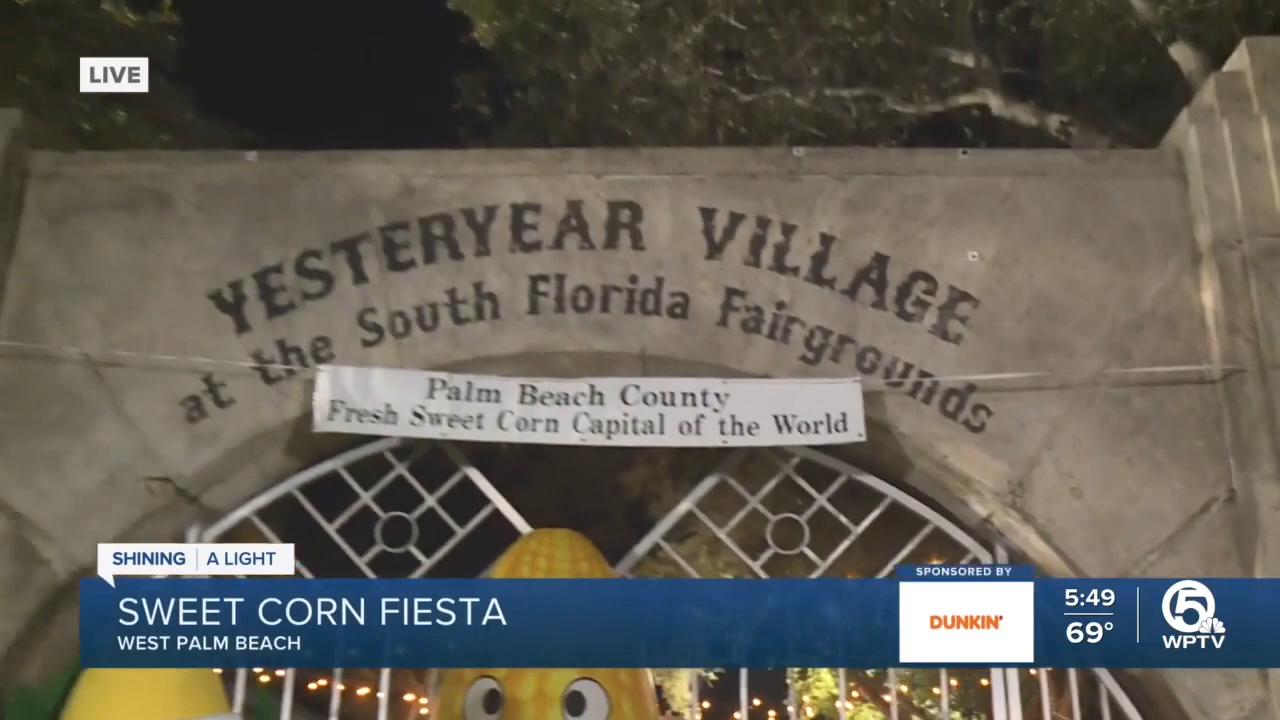 LIVE
YESTERYEAR VILLAGE
at the South Florida Fairgrounds
Palm Beach County
Fresh Sweet Corn Capital of the World
SHINING A LIGHT
SWEET CORN FIESTA
WEST PALM BEACH
SPONSORED BY
DUNKIN'
5:49
69°
5
WPTV